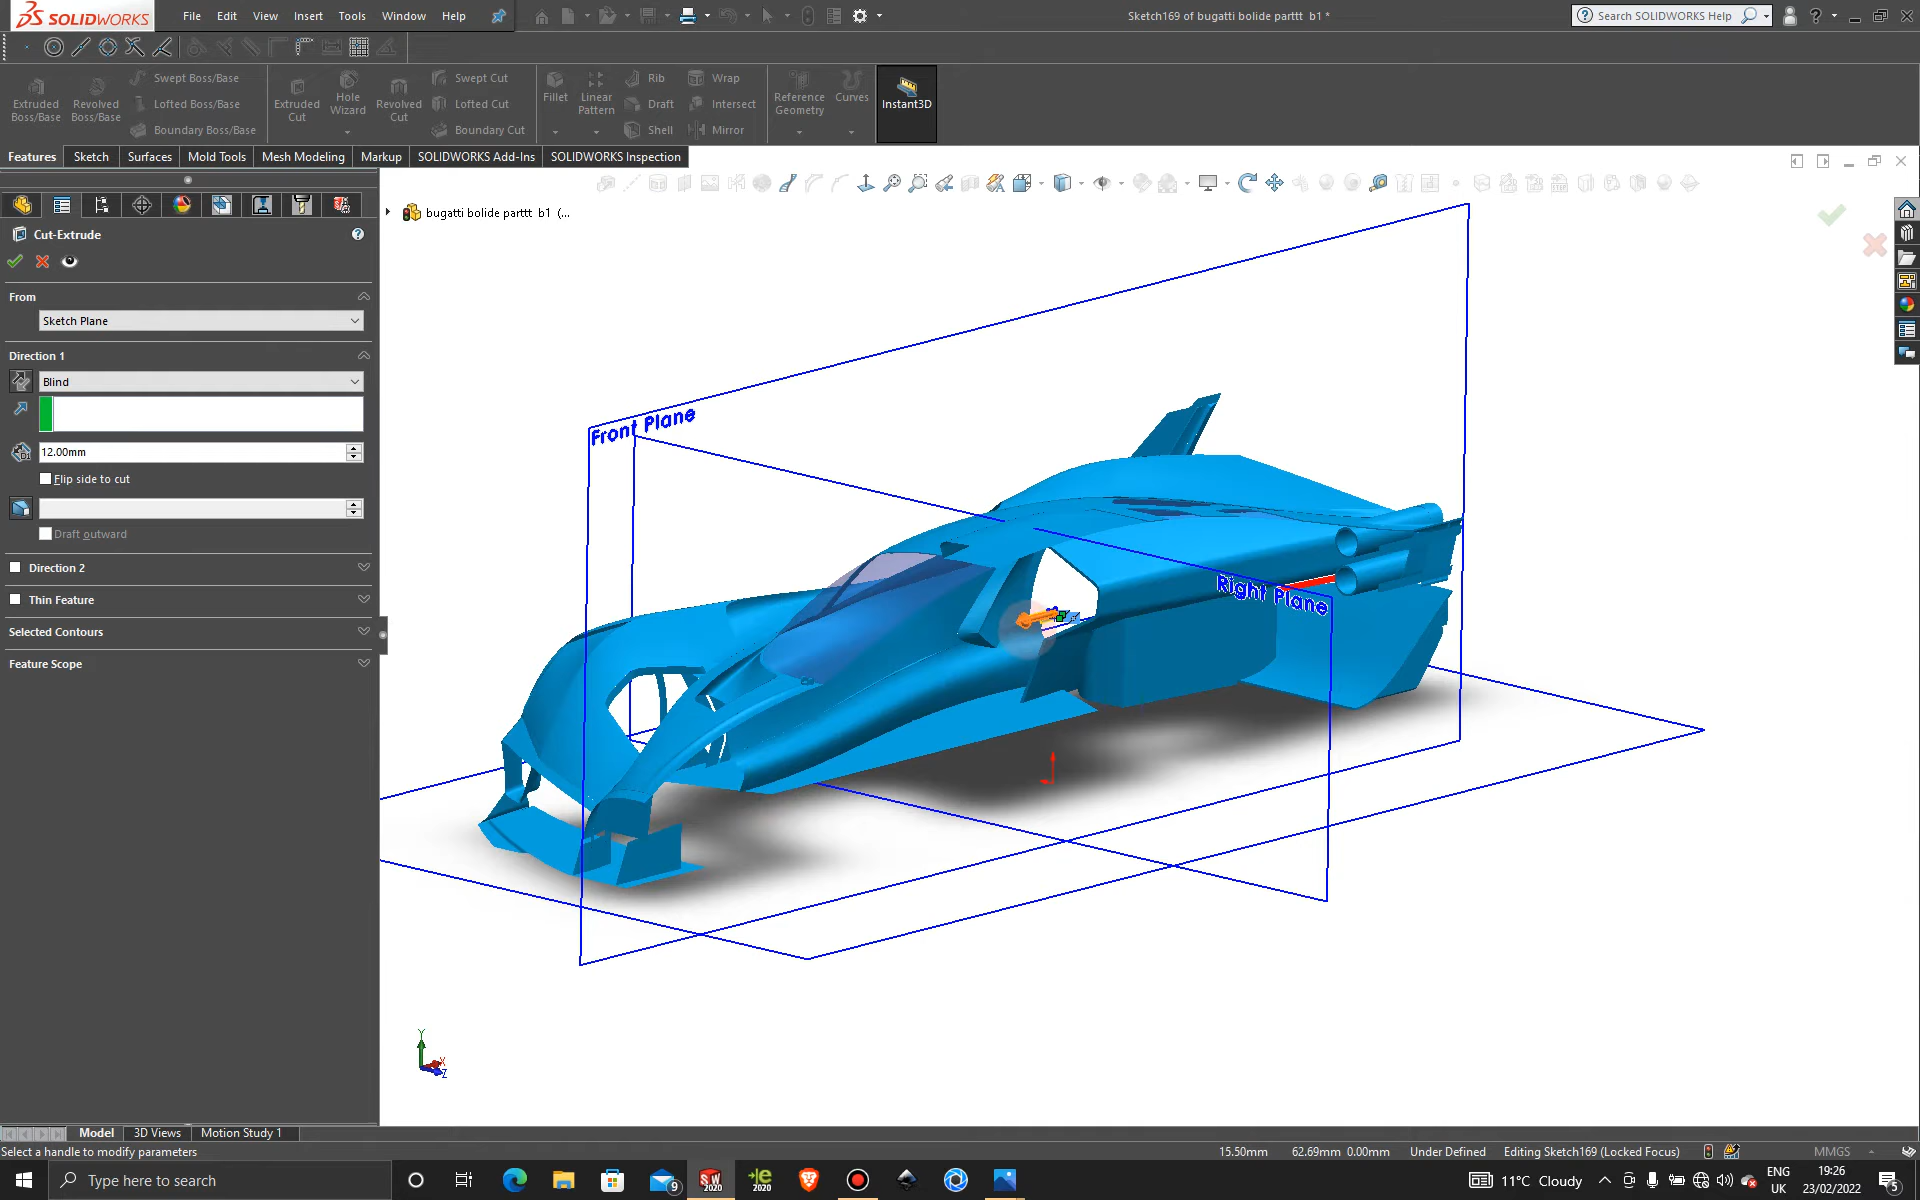 SOLIDWORKS
File Edit View Insert Tools Window Help
Sketch169 of bugatti bolide parttt b1 *
Search SOLIDWORKS Help
Extruded Boss/Base
Revolved Boss/Base
Swept Boss/Base
Lofted Boss/Base
Boundary Boss/Base
Extruded Cut
Hole Wizard
Revolved Cut
Swept Cut
Lofted Cut
Boundary Cut
Fillet
Linear Pattern
Rib
Draft
Shell
Wrap
Intersect
Mirror
Reference Geometry
Curves
Instant3D
Features Sketch Surfaces Mold Tools Mesh Modeling Markup SOLIDWORKS Add-Ins SOLIDWORKS Inspection
bugatti bolide parttt b1 (...
Cut-Extrude
From
Sketch Plane
Direction 1
Blind
12.00mm
Flip side to cut
Draft outward
Direction 2
Thin Feature
Selected Contours
Feature Scope
Front Plane
Right Plane
Y
X
Z
Model 3D Views Motion Study 1
Select a handle to modify parameters
15.50mm 62.69mm 0.00mm Under Defined Editing Sketch169 (Locked Focus) MMGS
Type here to search
9
SW
2020
e
2020
11°C Cloudy
ENG
UK
19:26
23/02/2022
5